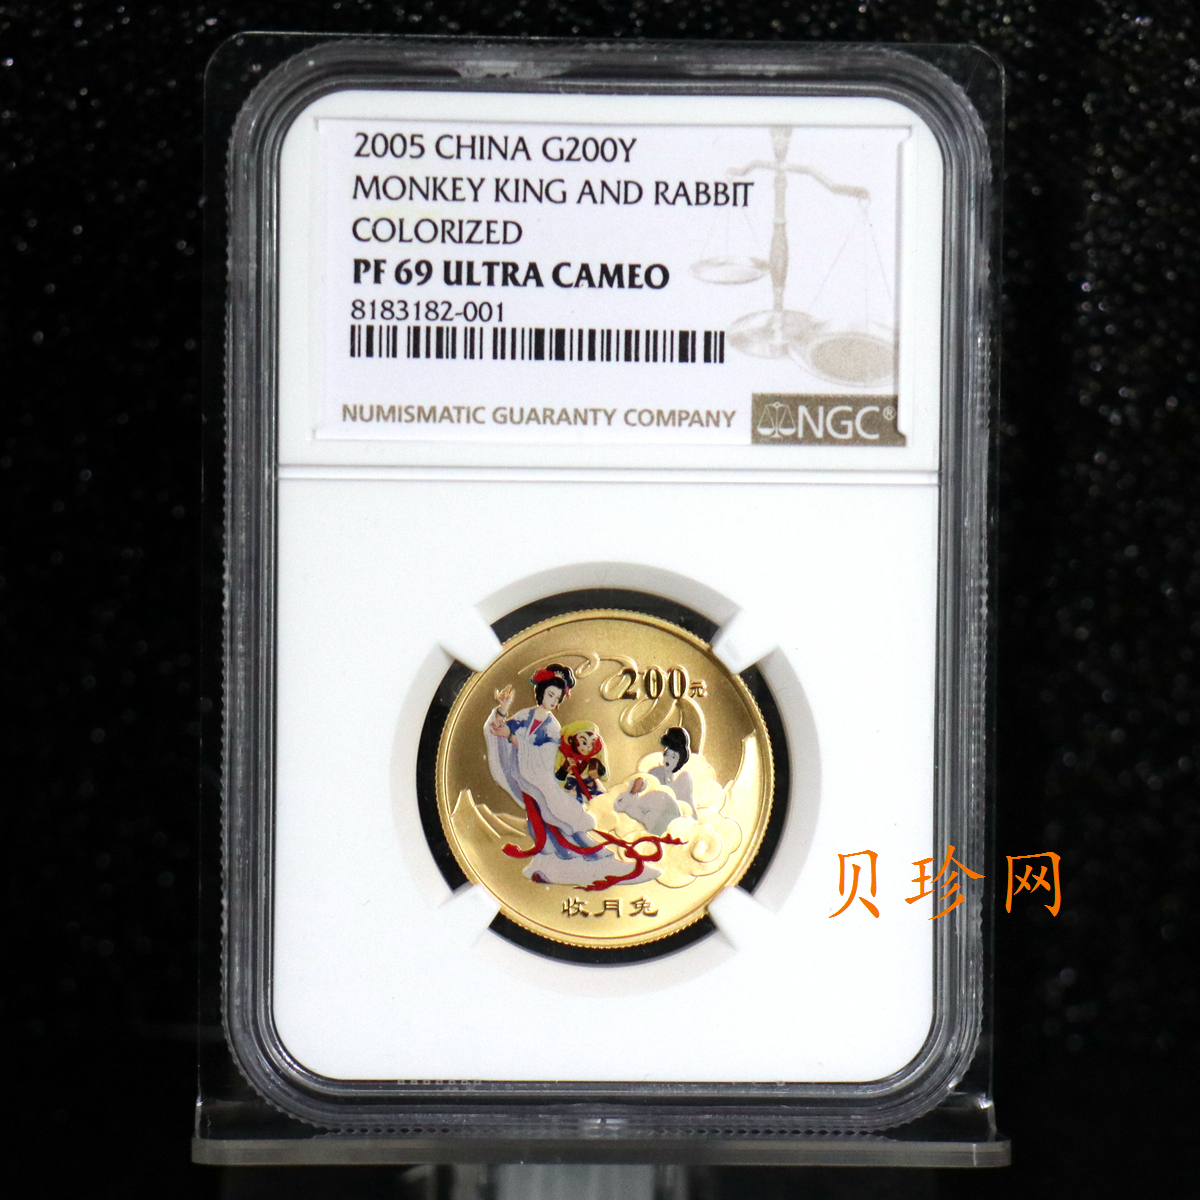 2005 CHINA G200Y
MONKEY KING AND RABBIT
COLORIZED
PF 69 ULTRA CAMEO
8183182-001
NUMISMATIC GUARANTY COMPANY
NGC®
200元
收月兔
贝珍网